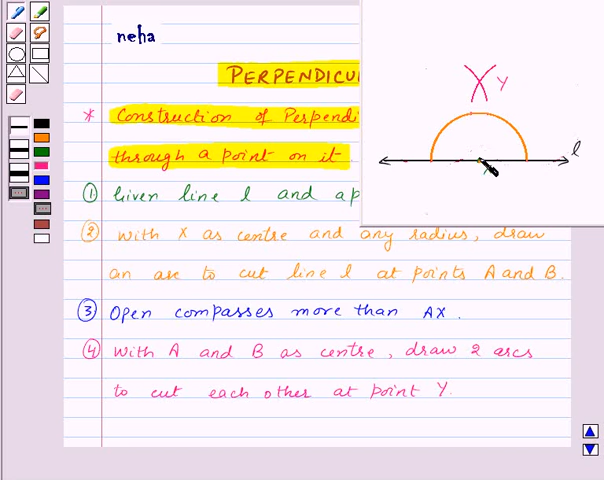 neha
PERPENDICU
* Construction of Perpendi
through a point on it
① Given line l and a p
② With X as centre and any radius, draw
an arc to cut line l at points A and B.
③ Open compasses more than AX.
④ With A and B as centre, draw 2 arcs
to cut each other at point Y.
Y
l